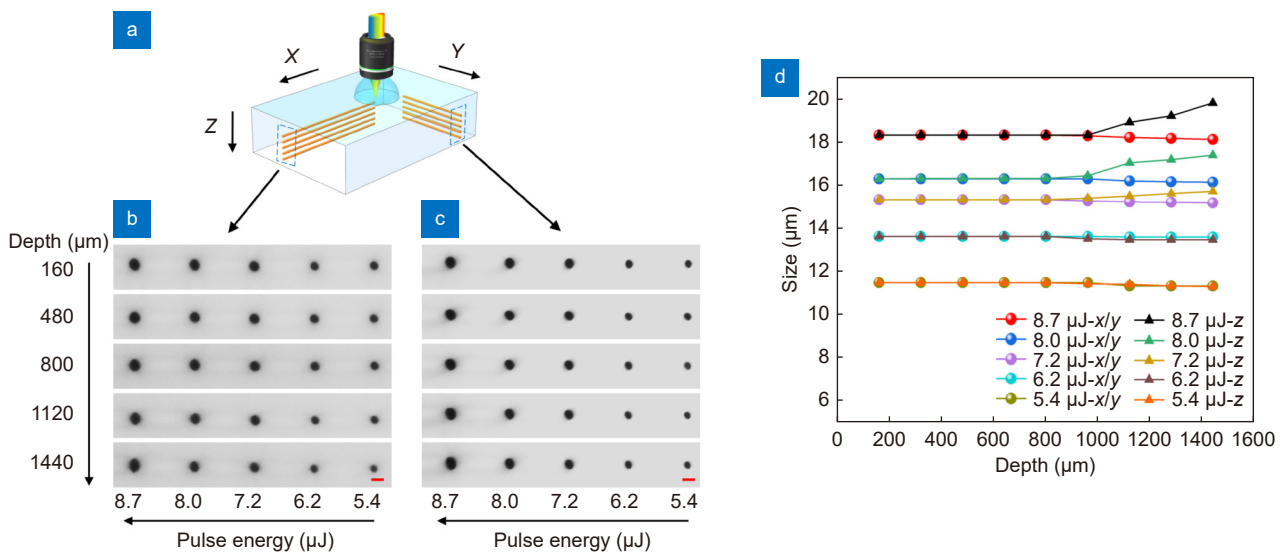 a
X
Y
Z
b
c
Depth (μm)
160
480
800
1120
1440
8.7 8.0 7.2 6.2 5.4
Pulse energy (μJ)
8.7 8.0 7.2 6.2 5.4
Pulse energy (μJ)
d
Size (μm)
20
18
16
14
12
10
8
6
8.7 μJ-x/y 8.7 μJ-z
8.0 μJ-x/y 8.0 μJ-z
7.2 μJ-x/y 7.2 μJ-z
6.2 μJ-x/y 6.2 μJ-z
5.4 μJ-x/y 5.4 μJ-z
0 200 400 600 800 1000 1200 1400 1600
Depth (μm)